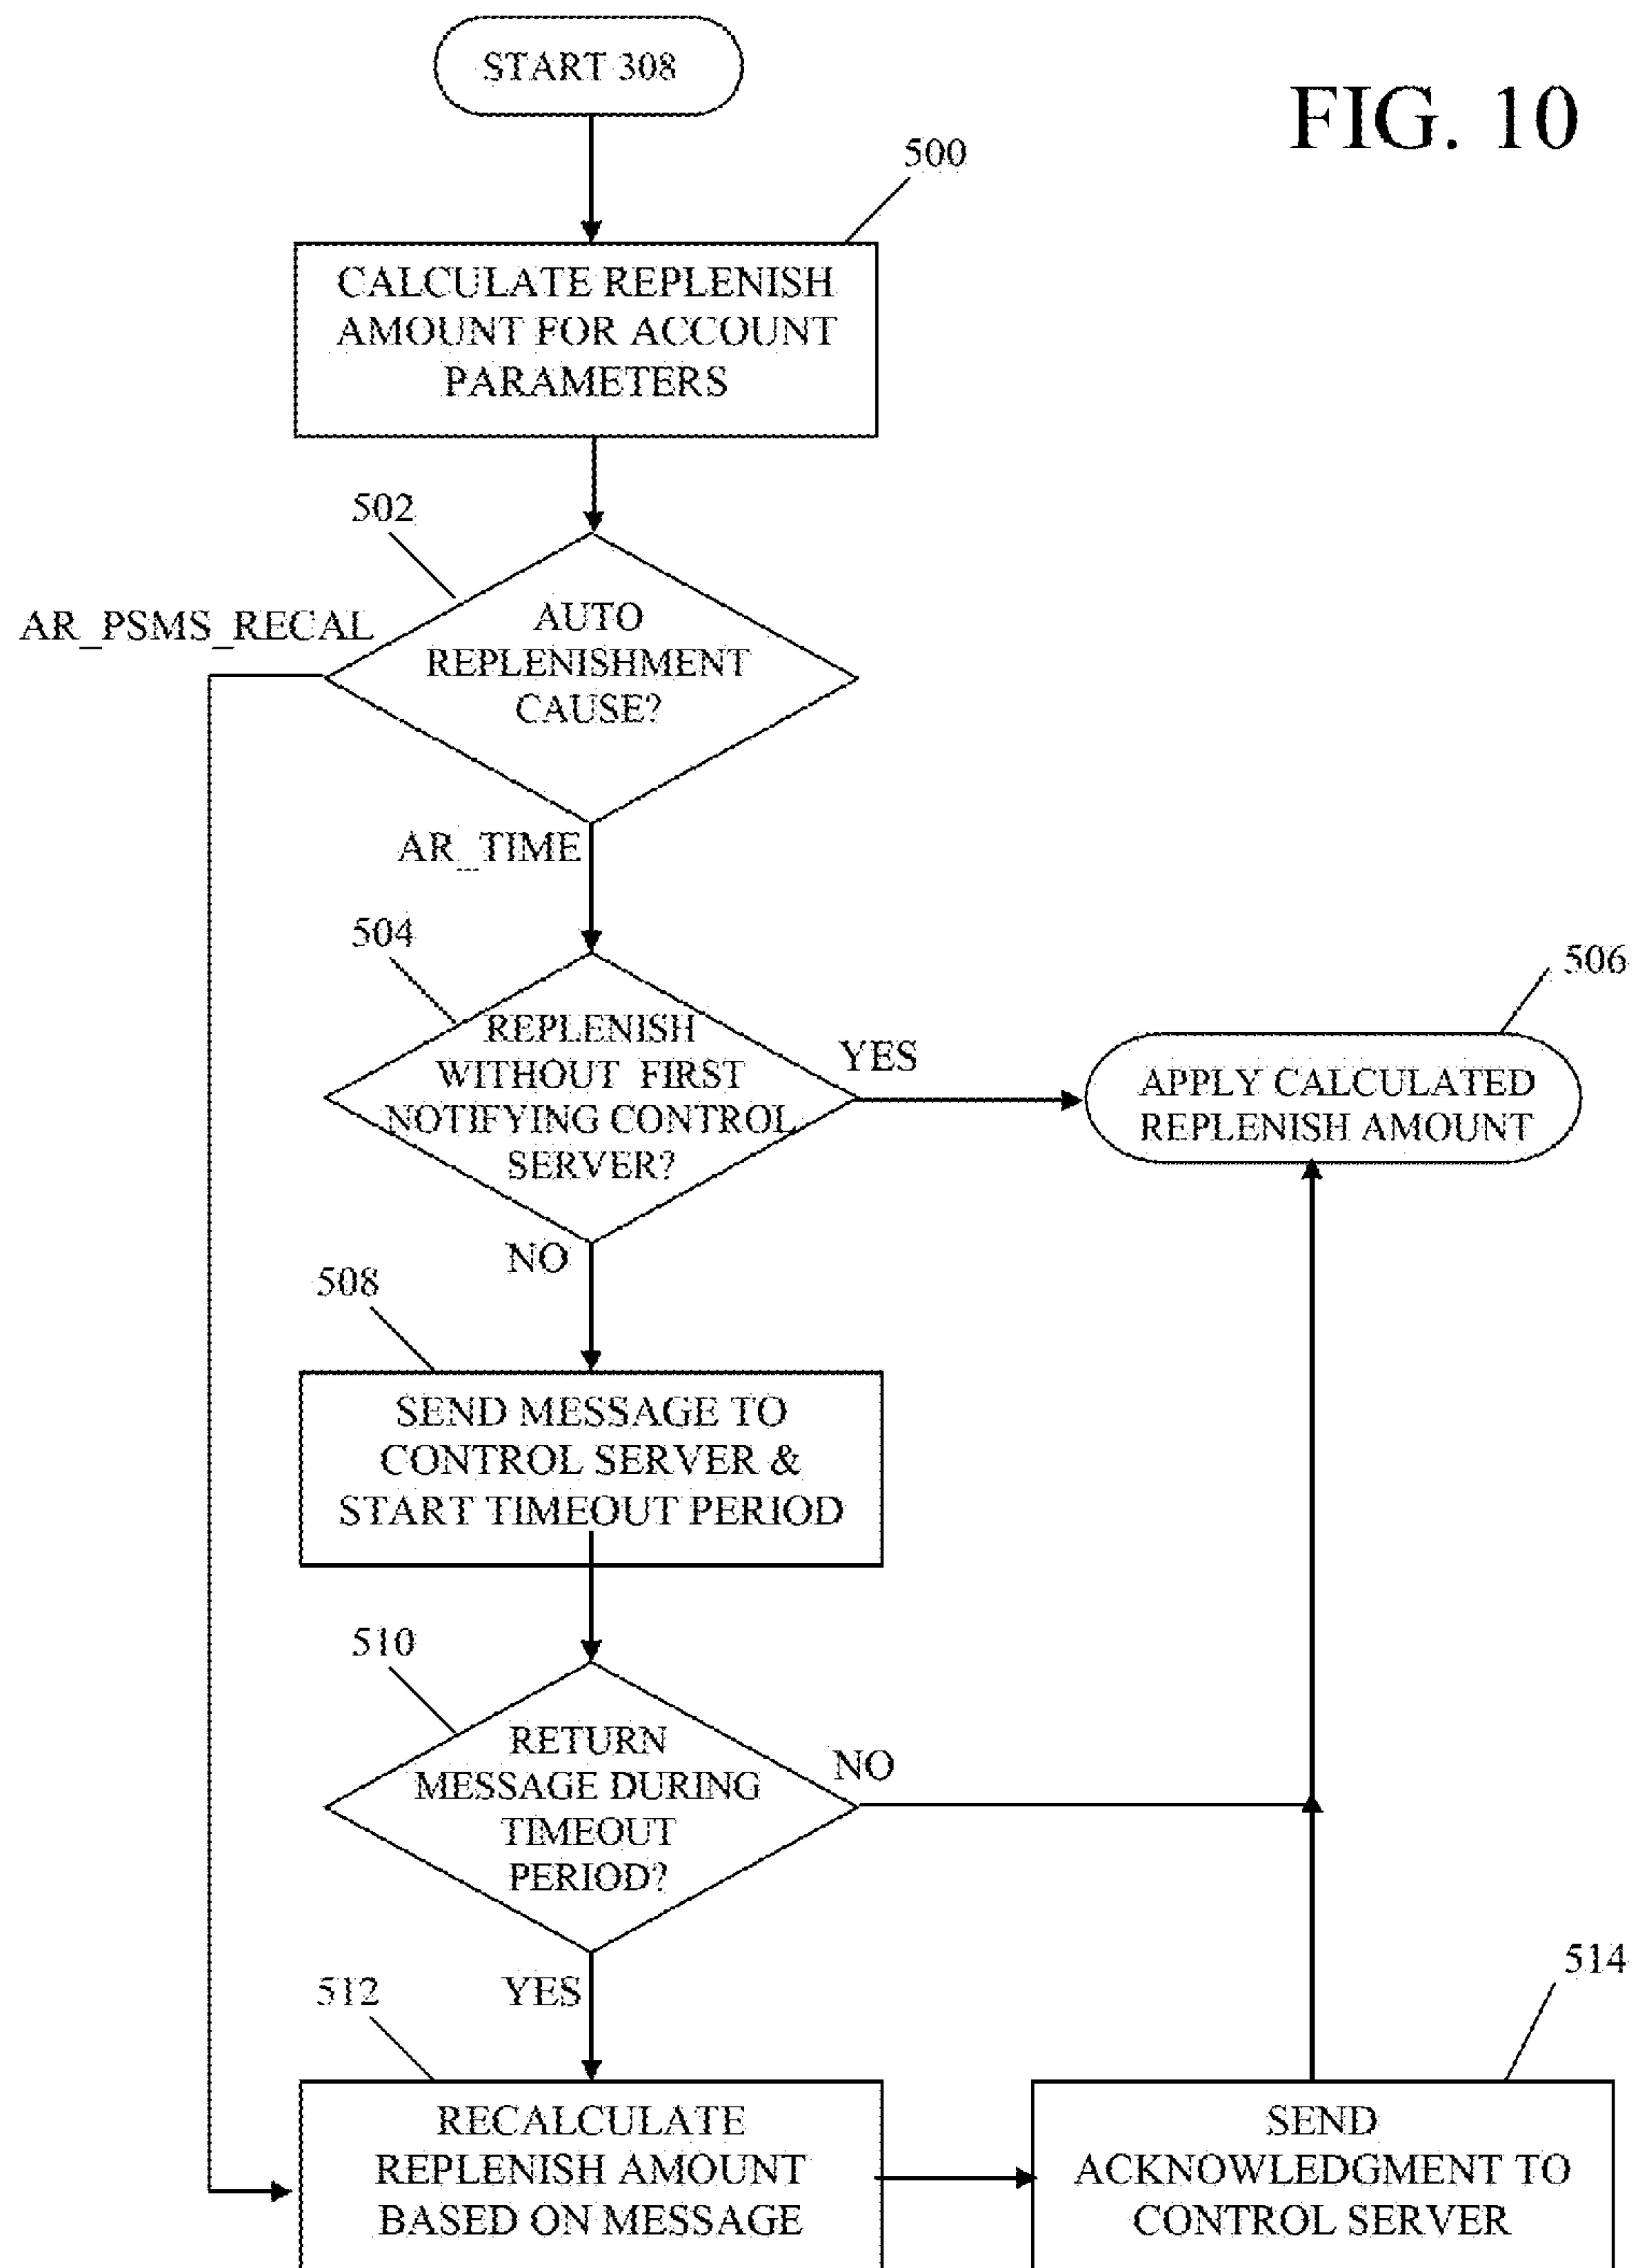 START 308
FIG. 10
500
CALCULATE REPLENISH
AMOUNT FOR ACCOUNT
PARAMETERS
502
AR_PSMS_RECAL
AUTO
REPLENISHMENT
CAUSE?
AR_TIME
504
REPLENISH
WITHOUT FIRST
NOTIFYING CONTROL
SERVER?
YES
506
APPLY CALCULATED
REPLENISH AMOUNT
NO
508
SEND MESSAGE TO
CONTROL SERVER &
START TIMEOUT PERIOD
510
RETURN
MESSAGE DURING
TIMEOUT
PERIOD?
NO
YES
512
RECALCULATE
REPLENISH AMOUNT
BASED ON MESSAGE
514
SEND
ACKNOWLEDGMENT TO
CONTROL SERVER